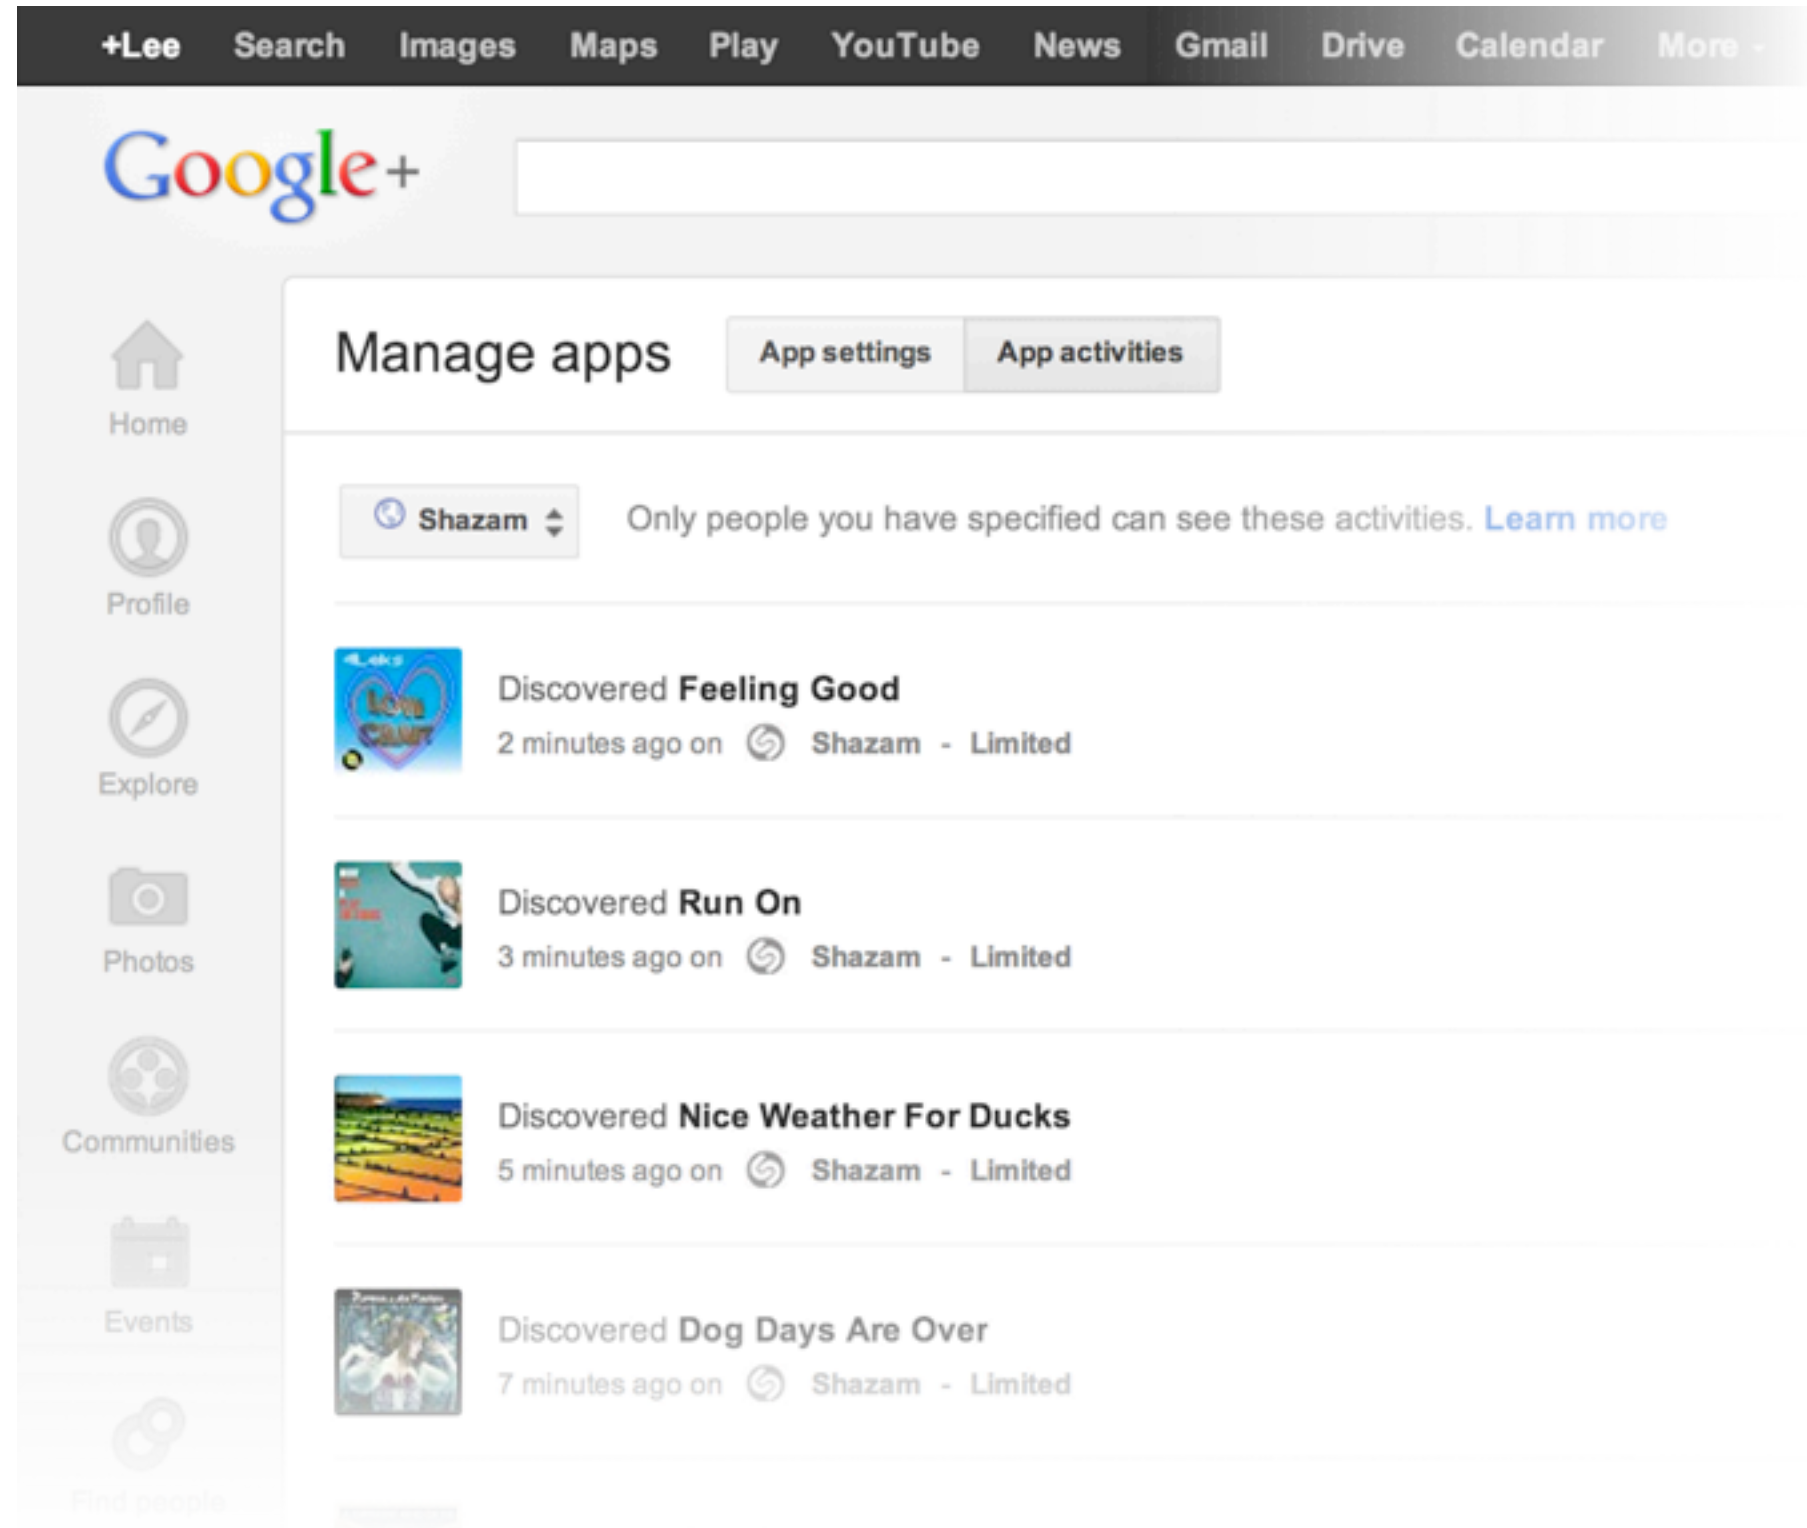 +Lee Search Images Maps Play YouTube News Gmail Drive Calendar More
Google+
Manage apps App settings App activities
Home
Shazam Only people you have specified can see these activities. Learn more
Profile
Discovered Feeling Good
2 minutes ago on Shazam - Limited
Explore
Discovered Run On
3 minutes ago on Shazam - Limited
Photos
Discovered Nice Weather For Ducks
5 minutes ago on Shazam - Limited
Communities
Discovered Dog Days Are Over
7 minutes ago on Shazam - Limited
Events
Find people